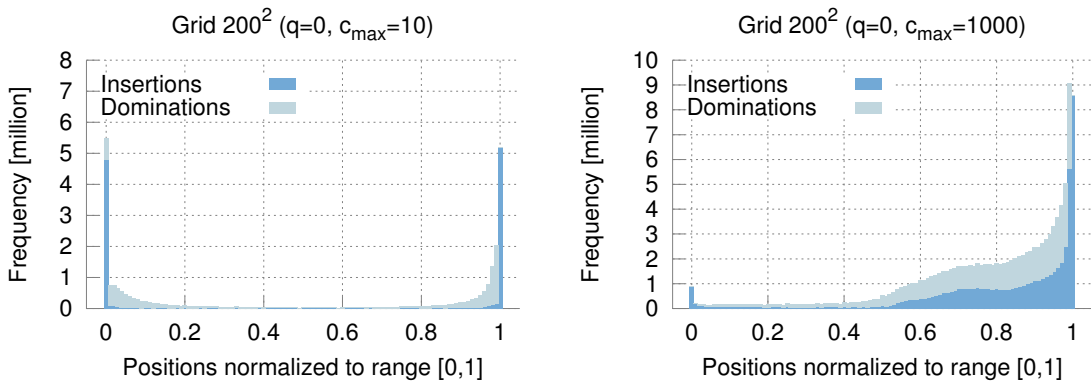 Grid 200² (q=0, c_max=10)
8
7
6
5
4
3
2
1
0
Frequency [million]
Insertions
Dominations
0 0.2 0.4 0.6 0.8 1
Positions normalized to range [0,1]
Grid 200² (q=0, c_max=1000)
10
9
8
7
6
5
4
3
2
1
0
Frequency [million]
Insertions
Dominations
0 0.2 0.4 0.6 0.8 1
Positions normalized to range [0,1]